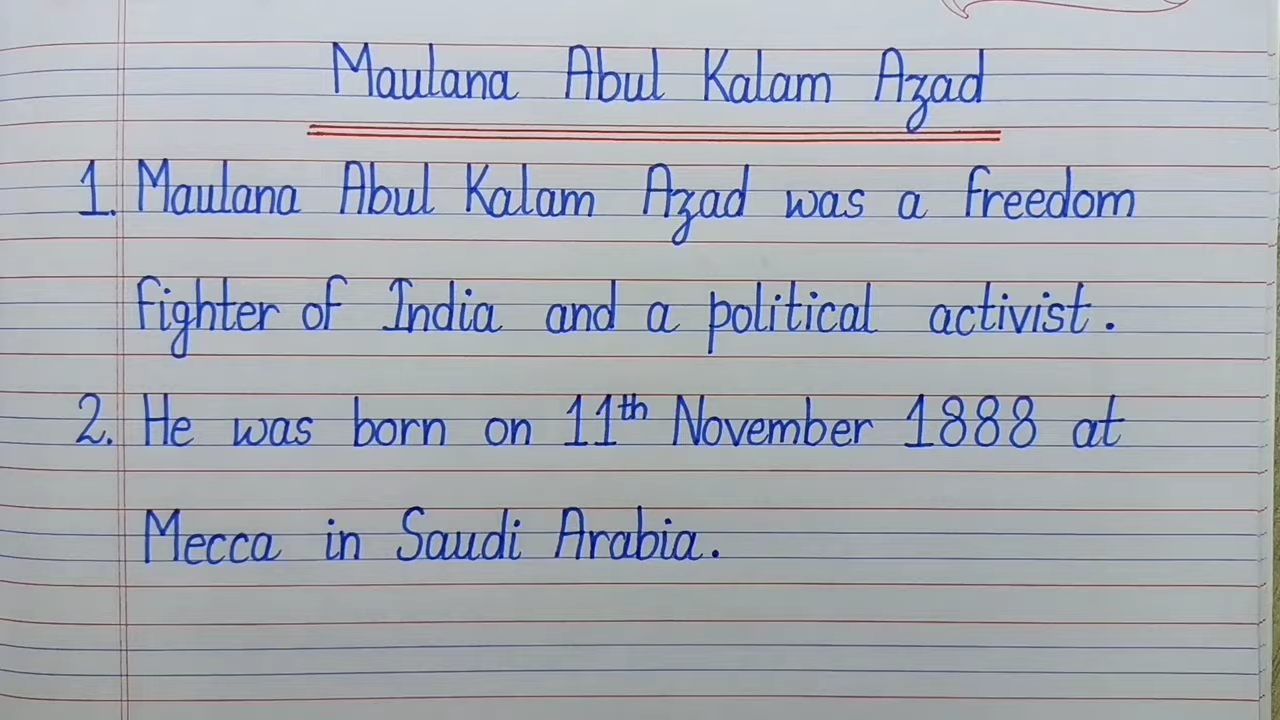 Maulana Abul Kalam Azad
1. Maulana Abul Kalam Azad was a freedom
fighter of India and a political activist.
2. He was born on 11th November 1888 at
Mecca in Saudi Arabia.